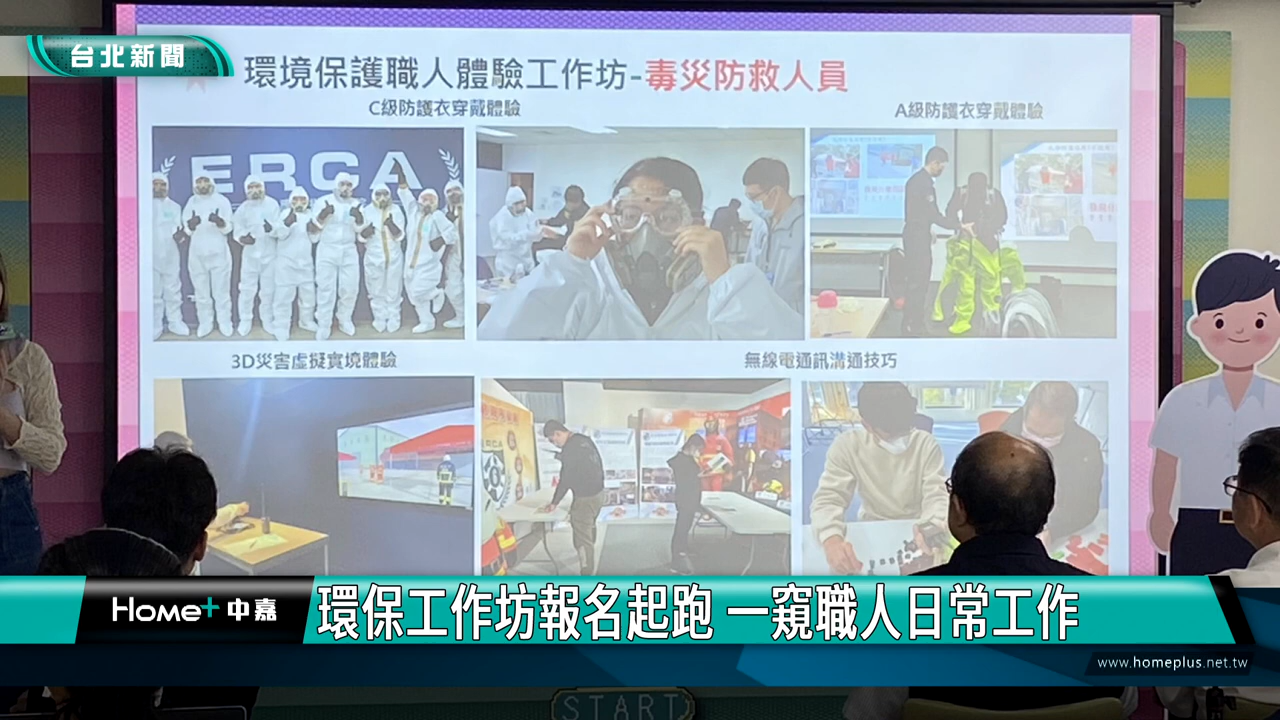 台北新聞
環境保護職人體驗工作坊-毒災防救人員
C級防護衣穿戴體驗
A級防護衣穿戴體驗
ERCA
3D災害虛擬實境體驗
無線電通訊溝通技巧
ERCA
Home+中嘉
環保工作坊報名起跑 一窺職人日常工作
www.homeplus.net.tw
START